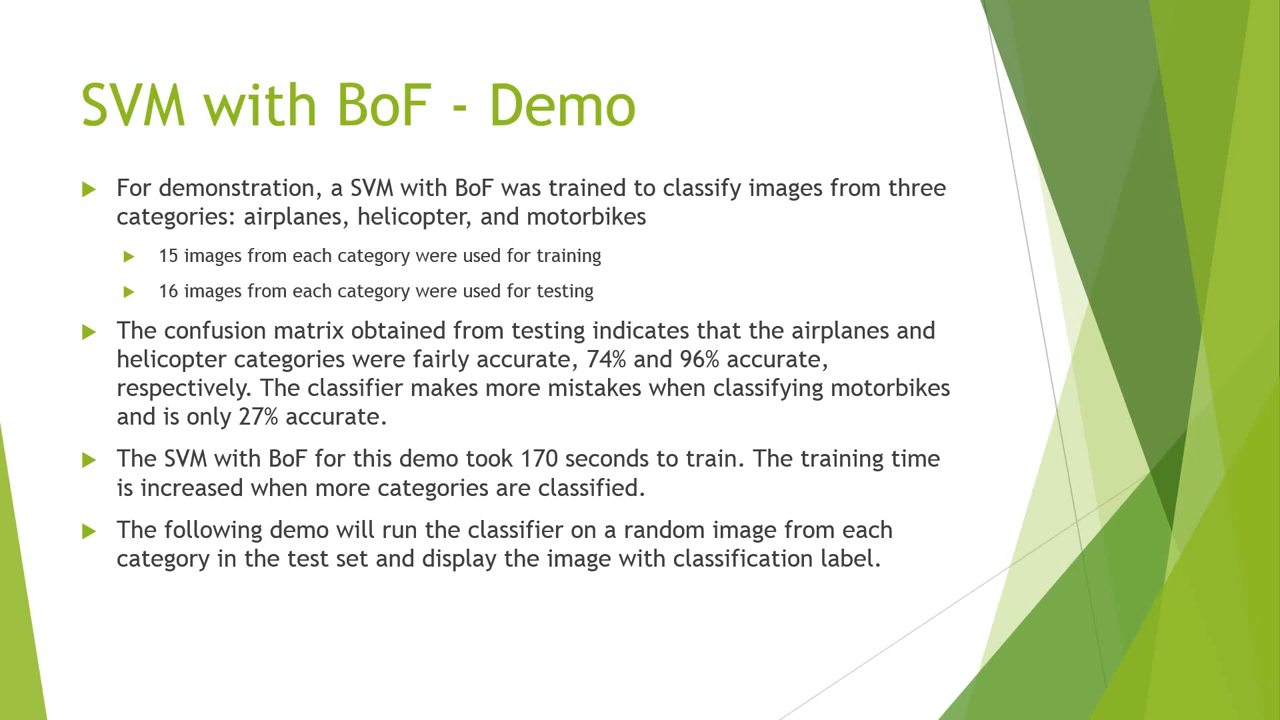 SVM with BoF - Demo
For demonstration, a SVM with BoF was trained to classify images from three
categories: airplanes, helicopter, and motorbikes
15 images from each category were used for training
16 images from each category were used for testing
The confusion matrix obtained from testing indicates that the airplanes and
helicopter categories were fairly accurate, 74% and 96% accurate,
respectively. The classifier makes more mistakes when classifying motorbikes
and is only 27% accurate.
The SVM with BoF for this demo took 170 seconds to train. The training time
is increased when more categories are classified.
The following demo will run the classifier on a random image from each
category in the test set and display the image with classification label.